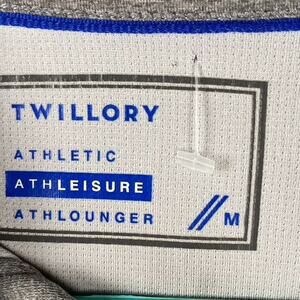 TWILLORY
ATHLETIC
ATHLEISURE
ATHLOUNGER // M